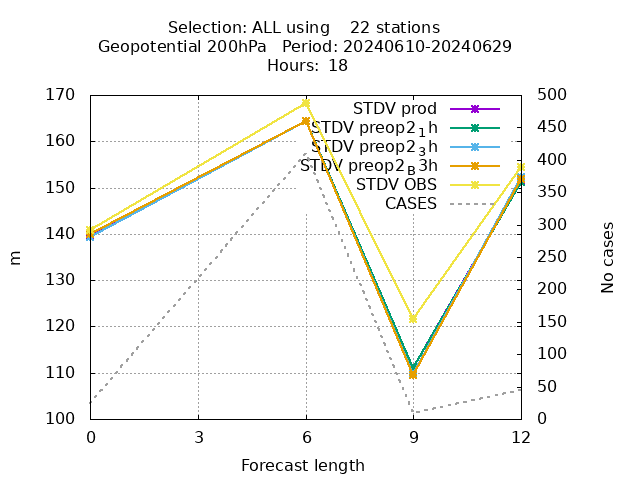 Selection: ALL using    22 stations
Geopotential 200hPa   Period: 20240610-20240629
Hours: 18
170
160
150
140
130
120
110
100
m
500
450
400
350
300
250
200
150
100
50
0
No cases
STDV prod
STDV preop2₁h
STDV preop2₃h
STDV preop2_B3h
STDV OBS
CASES
0 3 6 9 12
Forecast length